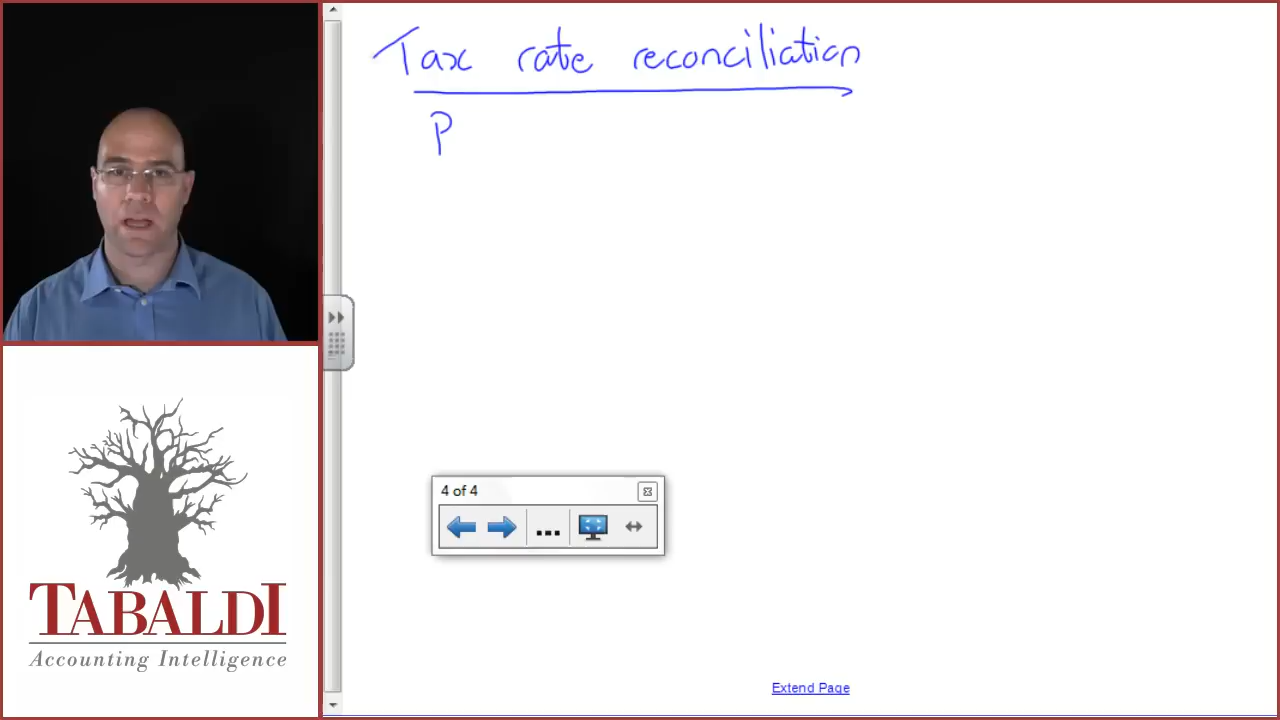 Tax rate reconciliation
P
4 of 4
...
TABALDI
Accounting Intelligence
Extend Page